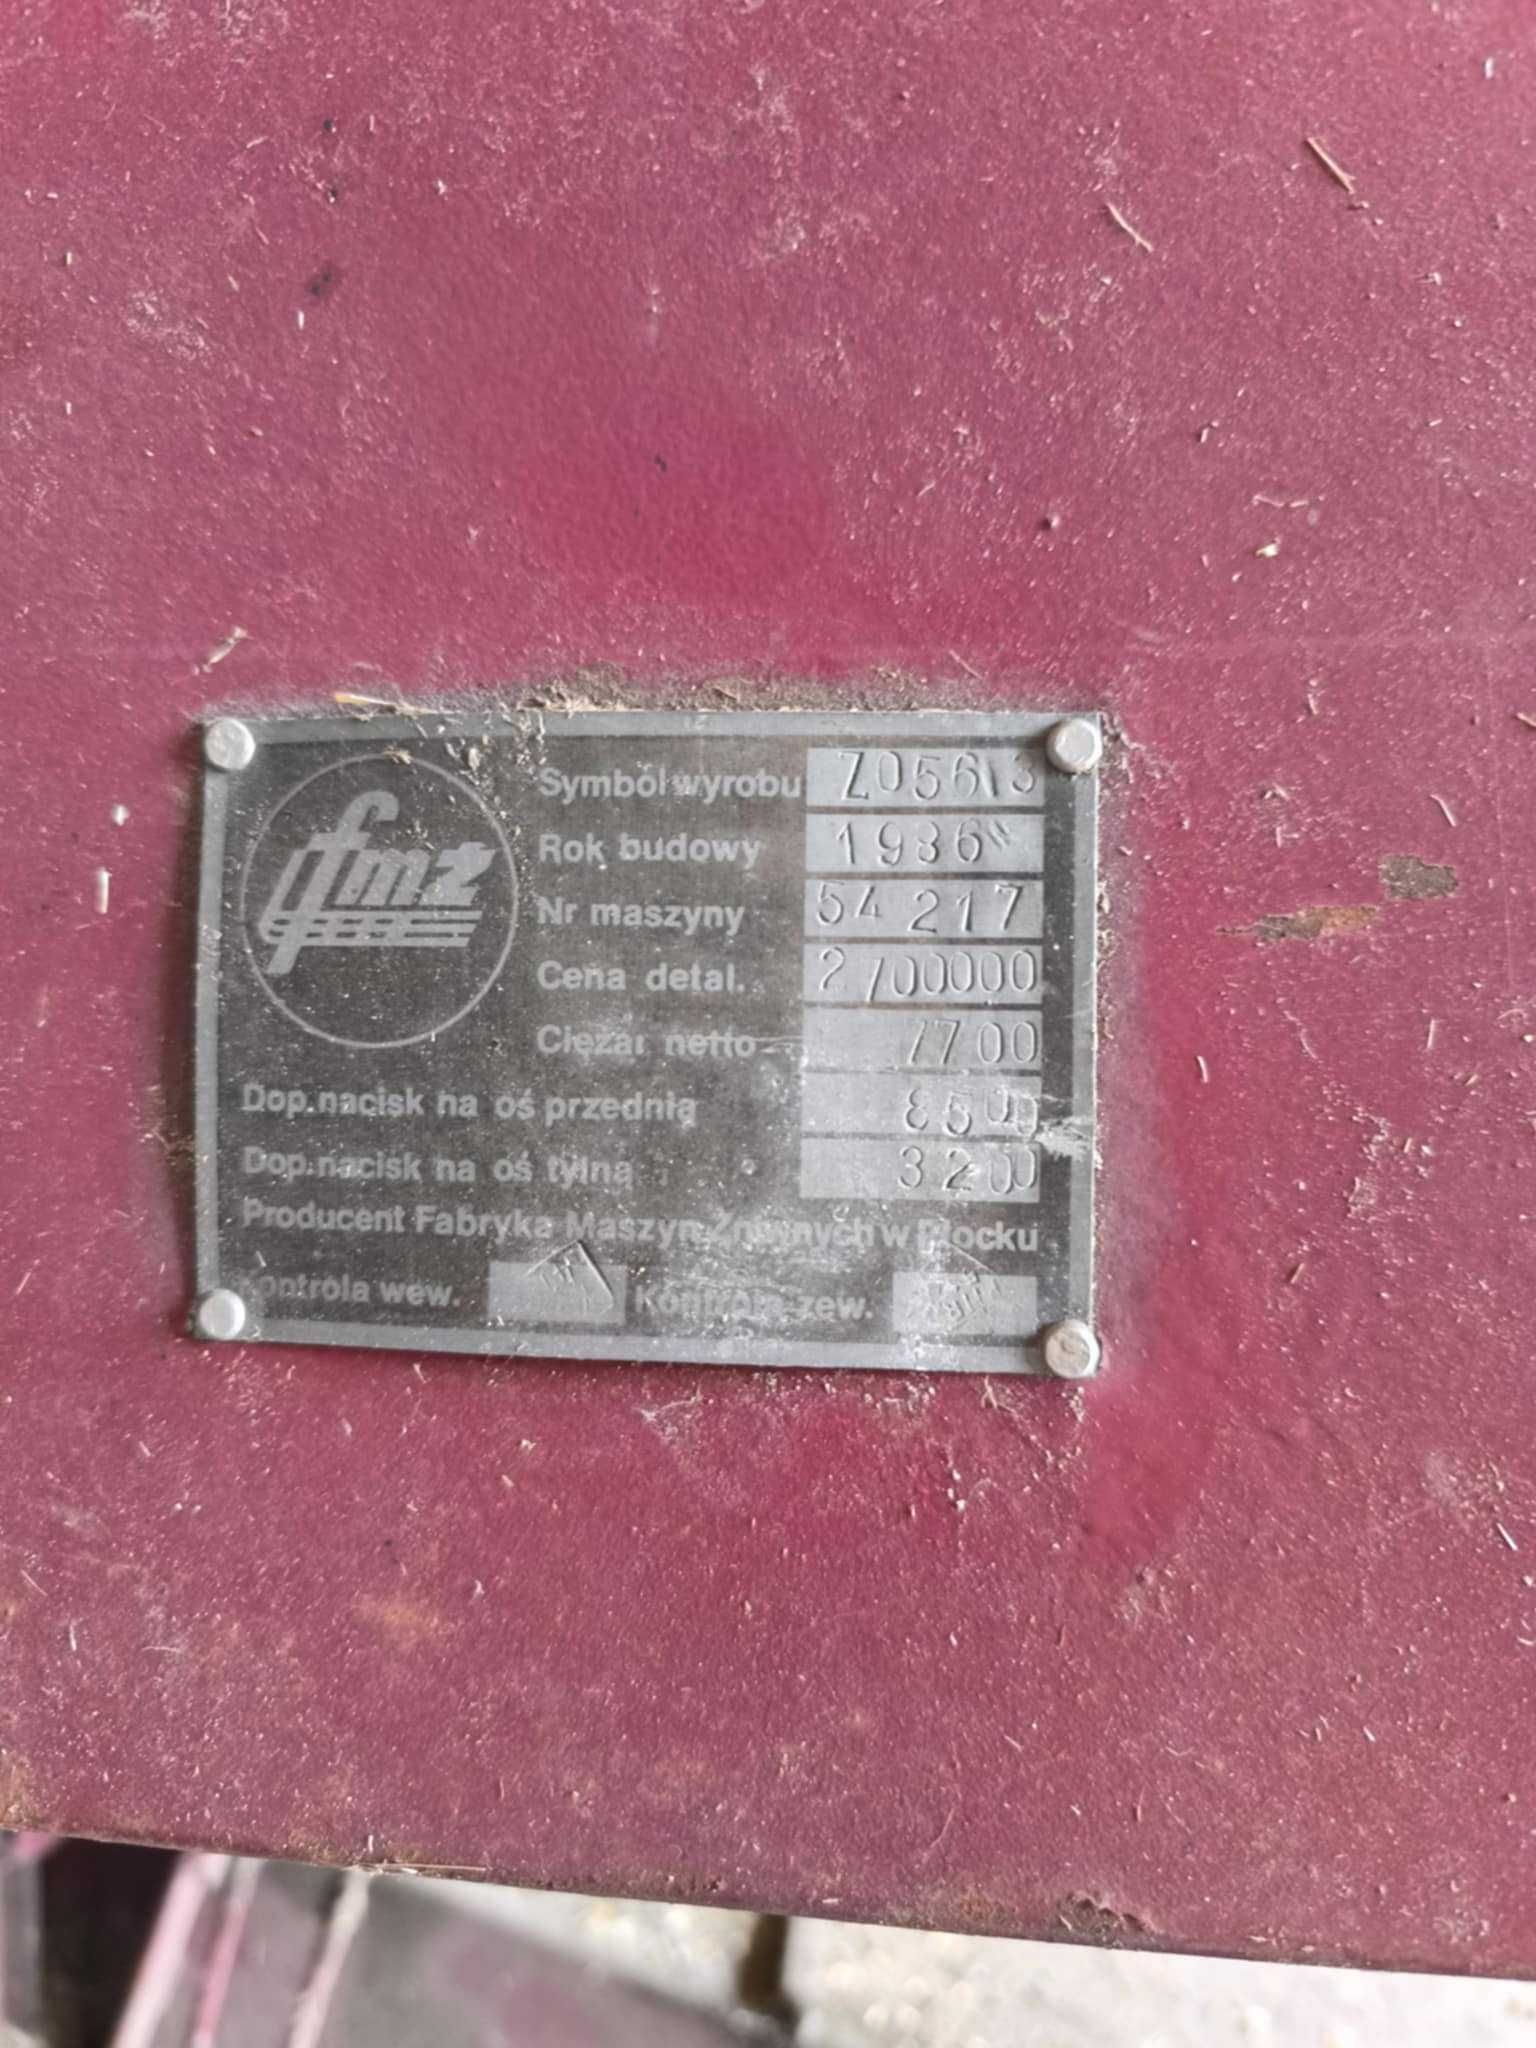 fmż
Symbol wyrobu Z056/3
Rok budowy 1986
Nr maszyny 54 217
Cena detal. 2700000
Ciężar netto 7700
Dop. nacisk na oś przednią 8500
Dop. nacisk na oś tylną 3200
Producent Fabryka Maszyn Żniwnych w Płocku
Kontrola wew. Kontrola zew.